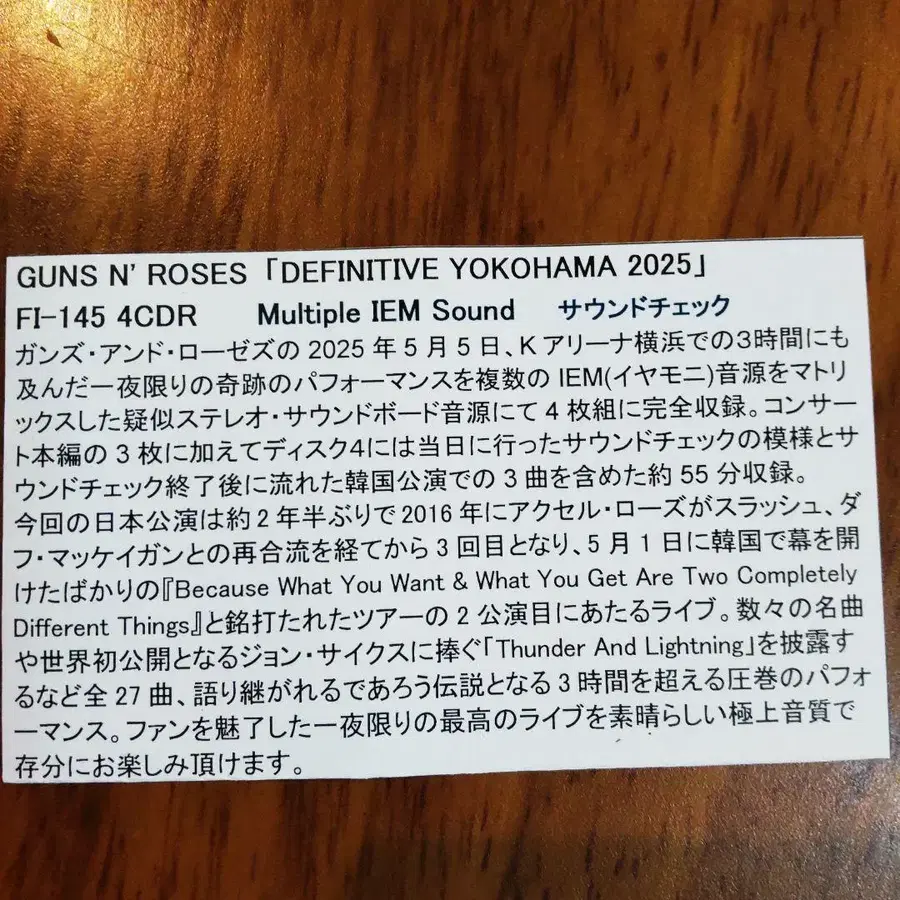 GUNS N' ROSES「DEFINITIVE YOKOHAMA 2025」
FI-145 4CDR Multiple IEM Sound サウンドチェック
ガンズ・アンド・ローゼズの 2025 年 5 月 5 日、K アリーナ横浜での3時間にも
及んだ一夜限りの奇跡のパフォーマンスを複数の IEM(イヤモニ)音源をマトリ
ックスした疑似ステレオ・サウンドボード音源にて 4 枚組に完全収録。コンサー
ト本編の 3 枚に加えてディスク4には当日に行ったサウンドチェックの模様とサ
ウンドチェック終了後に流れた韓国公演での 3 曲を含めた約 55 分収録。
今回の日本公演は約 2 年半ぶりで 2016 年にアクセル・ローズがスラッシュ、ダ
フ・マッケイガンとの再合流を経てから 3 回目となり、5 月 1 日に韓国で幕を開
けたばかりの『Because What You Want & What You Get Are Two Completely
Different Things』と銘打たれたツアーの 2 公演目にあたるライブ。数々の名曲
や世界初公開となるジョン・サイクスに捧ぐ「Thunder And Lightning」を披露す
るなど全 27 曲、語り継がれるであろう伝説となる 3 時間を超える圧巻のパフォ
ーマンス。ファンを魅了した一夜限りの最高のライブを素晴らしい極上音質で
存分にお楽しみ頂けます。